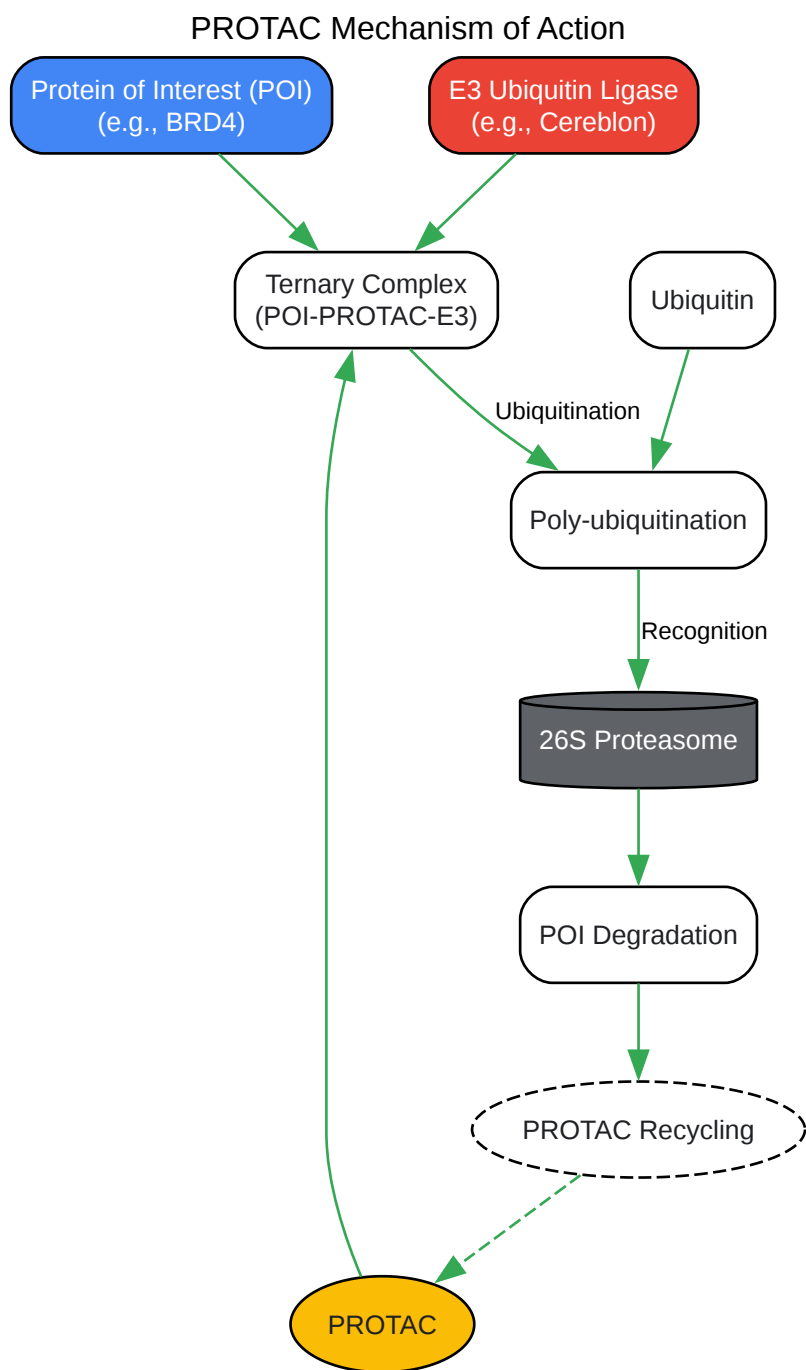 PROTAC Mechanism of Action
Protein of Interest (POI)
(e.g., BRD4)
E3 Ubiquitin Ligase
(e.g., Cereblon)
Ternary Complex
(POI-PROTAC-E3)
Ubiquitin
Ubiquitination
Poly-ubiquitination
Recognition
26S Proteasome
POI Degradation
PROTAC Recycling
PROTAC